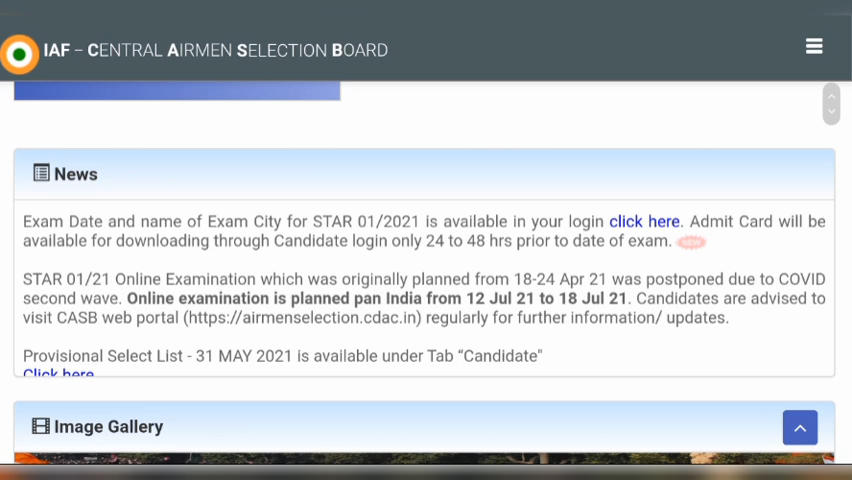 IAF – CENTRAL AIRMEN SELECTION BOARD
News
Exam Date and name of Exam City for STAR 01/2021 is available in your login click here. Admit Card will be
available for downloading through Candidate login only 24 to 48 hrs prior to date of exam. NEW
STAR 01/21 Online Examination which was originally planned from 18-24 Apr 21 was postponed due to COVID
second wave. Online examination is planned pan India from 12 Jul 21 to 18 Jul 21. Candidates are advised to
visit CASB web portal (https://airmenselection.cdac.in) regularly for further information/ updates.
Provisional Select List - 31 MAY 2021 is available under Tab “Candidate"
Click here
Image Gallery